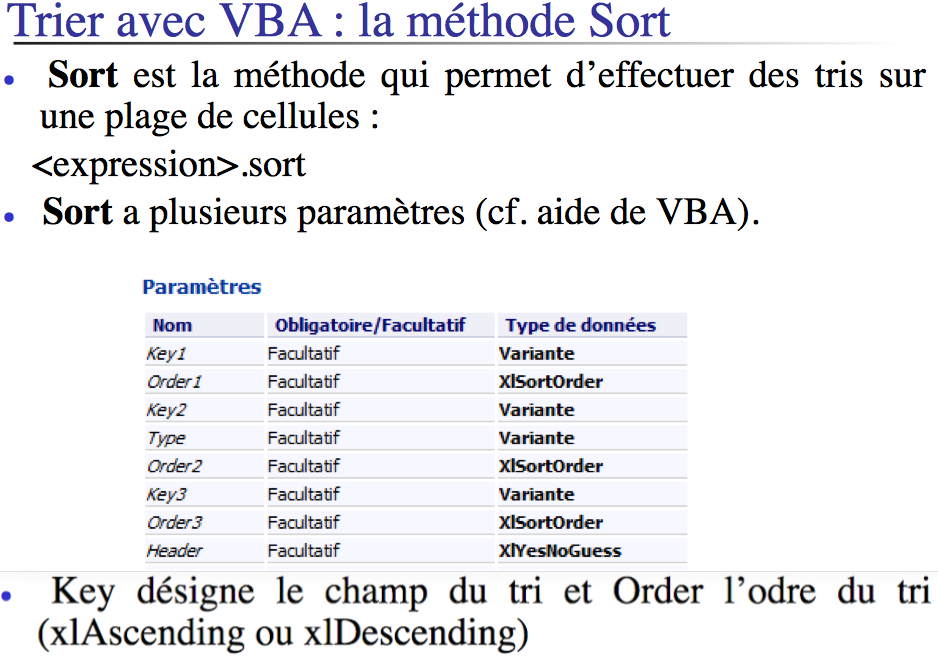 Trier avec VBA : la méthode Sort
• Sort est la méthode qui permet d’effectuer des tris sur
une plage de cellules :
<expression>.sort
• Sort a plusieurs paramètres (cf. aide de VBA).
Paramètres
Nom Obligatoire/Facultatif Type de données
Key1 Facultatif Variante
Order1 Facultatif XlSortOrder
Key2 Facultatif Variante
Type Facultatif Variante
Order2 Facultatif XlSortOrder
Key3 Facultatif Variante
Order3 Facultatif XlSortOrder
Header Facultatif XlYesNoGuess
• Key désigne le champ du tri et Order l’odre du tri
(xlAscending ou xlDescending)